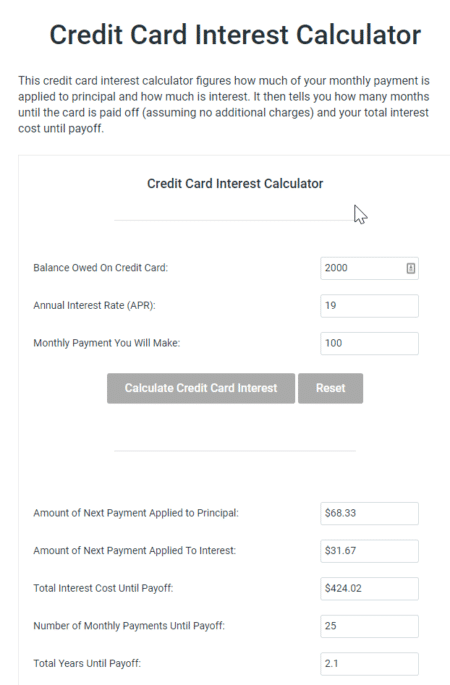 Credit Card Interest Calculator
This credit card interest calculator figures how much of your monthly payment is
applied to principal and how much is interest. It then tells you how many months
until the card is paid off (assuming no additional charges) and your total interest
cost until payoff.
Credit Card Interest Calculator
Balance Owed On Credit Card: 2000
Annual Interest Rate (APR): 19
Monthly Payment You Will Make: 100
Calculate Credit Card Interest Reset
Amount of Next Payment Applied to Principal: $68.33
Amount of Next Payment Applied To Interest: $31.67
Total Interest Cost Until Payoff: $424.02
Number of Monthly Payments Until Payoff: 25
Total Years Until Payoff: 2.1